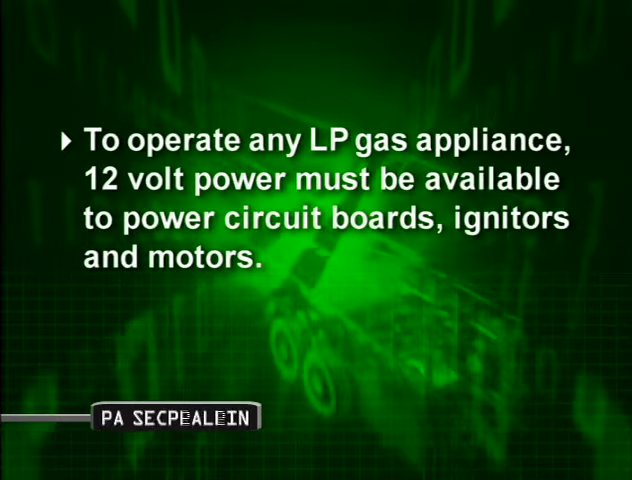 To operate any LP gas appliance,
12 volt power must be available
to power circuit boards, ignitors
and motors.
PA